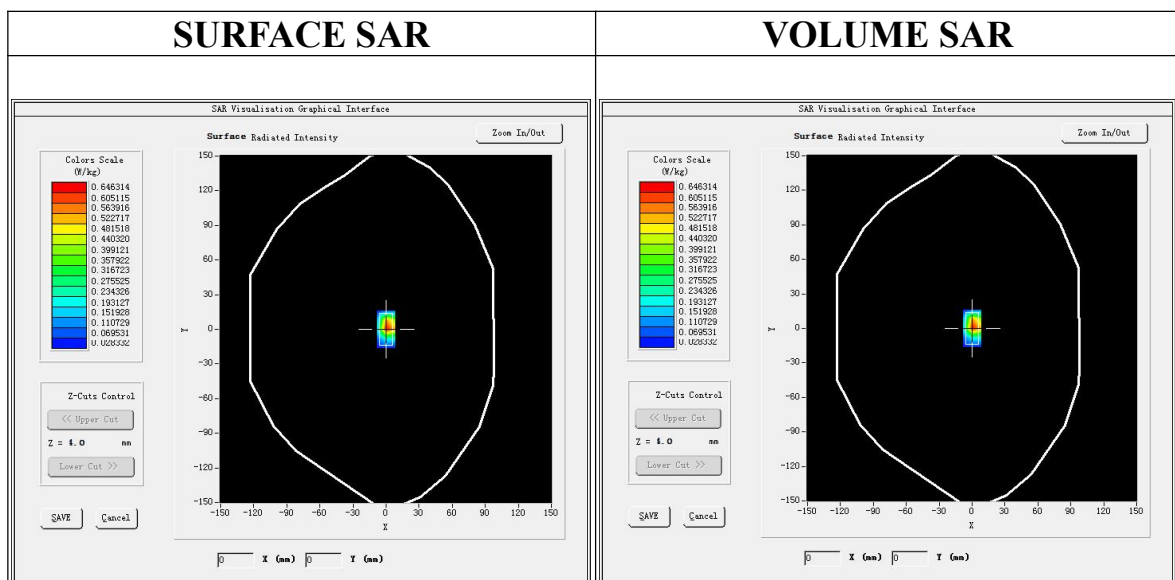 SURFACE SAR
VOLUME SAR
SAR Visualisation Graphical Interface
Surface Radiated Intensity
Zoom In/Out
Colors Scale
(W/kg)
0.646314
0.605115
0.563916
0.522717
0.481518
0.440320
0.399121
0.357922
0.316723
0.275525
0.234326
0.193127
0.151928
0.110729
0.069531
0.028332
150
120
90
60
30
0
-30
-60
-90
-120
-150
Y
-150 -120 -90 -60 -30 0 30 60 90 120 150
X
Z-Cuts Control
<< Upper Cut
Z = 4.0 mm
Lower Cut >>
SAVE Cancel
0 X (mm) 0 Y (mm)
SAR Visualisation Graphical Interface
Surface Radiated Intensity
Zoom In/Out
Colors Scale
(W/kg)
0.646314
0.605115
0.563916
0.522717
0.481518
0.440320
0.399121
0.357922
0.316723
0.275525
0.234326
0.193127
0.151928
0.110729
0.069531
0.028332
150
120
90
60
30
0
-30
-60
-90
-120
-150
Y
-150 -120 -90 -60 -30 0 30 60 90 120 150
X
Z-Cuts Control
<< Upper Cut
Z = 4.0 mm
Lower Cut >>
SAVE Cancel
0 X (mm) 0 Y (mm)